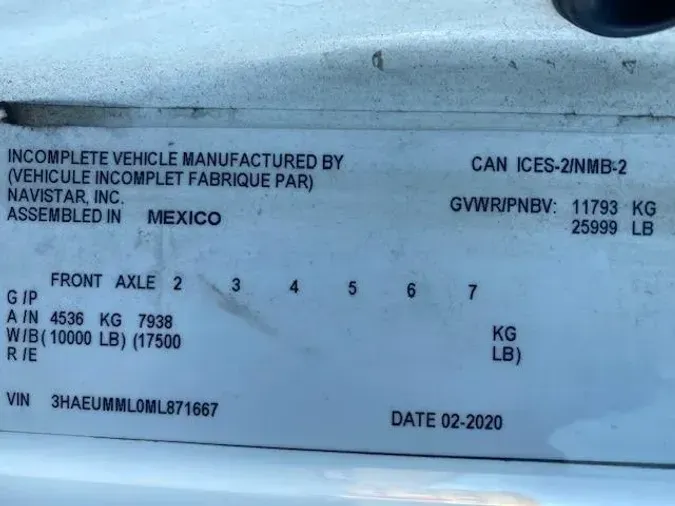 INCOMPLETE VEHICLE MANUFACTURED BY
(VEHICULE INCOMPLET FABRIQUE PAR)
NAVISTAR, INC.
ASSEMBLED IN MEXICO
CAN ICES-2/NMB-2
GVWR/PNBV: 11793 KG
25999 LB
FRONT AXLE 2 3 4 5 6 7
G /P
A /N 4536 KG 7938 KG
W/B( 10000 LB) (17500 LB)
R /E
VIN 3HAEUMML0ML871667
DATE 02-2020